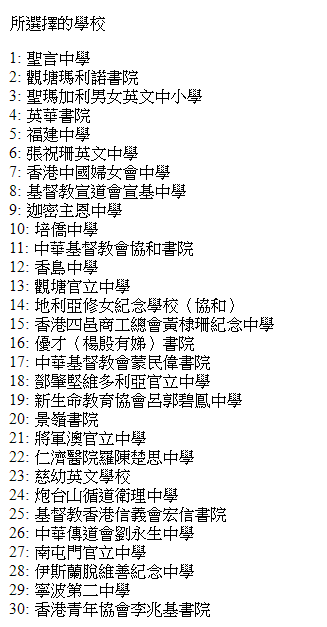 所選擇的學校
1: 聖言中學
2: 觀塘瑪利諾書院
3: 聖瑪加利男女英文中小學
4: 英華書院
5: 福建中學
6: 張祝珊英文中學
7: 香港中國婦女會中學
8: 基督教宣道會宣基中學
9: 迦密主恩中學
10: 培僑中學
11: 中華基督教會協和書院
12: 香島中學
13: 觀塘官立中學
14: 地利亞修女紀念學校（協和）
15: 香港四邑商工總會黃棣珊紀念中學
16: 優才（楊殷有娣）書院
17: 中華基督教會蒙民偉書院
18: 鄧肇堅維多利亞官立中學
19: 新生命教育協會呂郭碧鳳中學
20: 景嶺書院
21: 將軍澳官立中學
22: 仁濟醫院羅陳楚思中學
23: 慈幼英文學校
24: 炮台山循道衛理中學
25: 基督教香港信義會宏信書院
26: 中華傳道會劉永生中學
27: 南屯門官立中學
28: 伊斯蘭脫維善紀念中學
29: 寧波第二中學
30: 香港青年協會李兆基書院